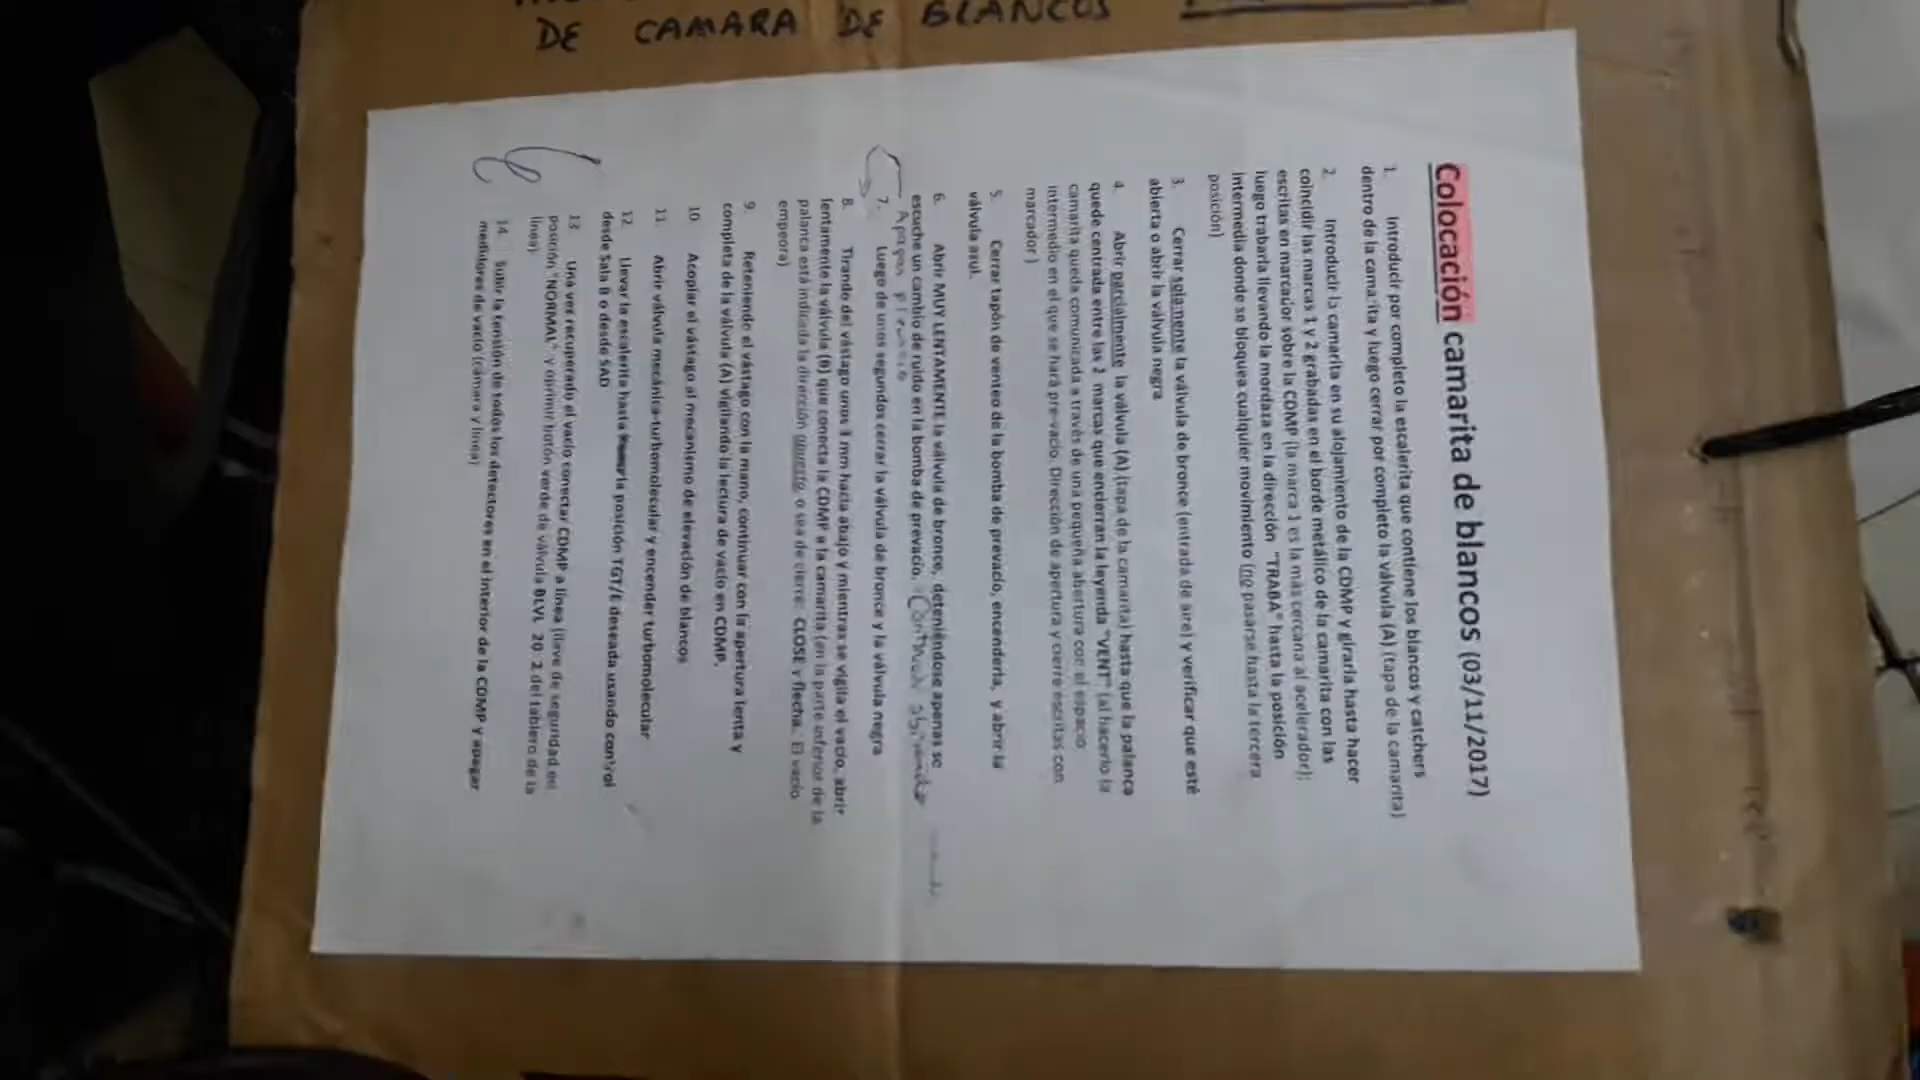 DE CAMARA DE BLANCOS
Colocación camarita de blancos (03/11/2017)
1. Introducir por completo la escalerita que contiene los blancos y catchers
dentro de la camarita y luego cerrar por completo la válvula (A) (tapa de la camarita)
2. Introducir la camarita en su alojamiento de la CDMP y girarla hasta hacer
coincidir las marcas 1 y 2 grabadas en el borde metálico de la camarita con las
escritas en marcador sobre la CDMP (la marca 1 es la más cercana al acelerador);
luego trabarla llevando la mordaza en la dirección "TRABA" hasta la posición
intermedia donde se bloquea cualquier movimiento (no pasarse hasta la tercera
posición)
3. Cerrar solamente la válvula de bronce (entrada de aire) y verificar que esté
abierta o abrir la válvula negra
4. Abrir parcialmente la válvula (A) (tapa de la camarita) hasta que la palanca
quede centrada entre las 2 marcas que encierran la leyenda "VENT" (al hacerlo la
camarita queda comunicada a través de una pequeña abertura con el espacio
intermedio en el que se hará pre-vacío. Dirección de apertura y cierre escritas con
marcador)
5. Cerrar tapón de venteo de la bomba de prevacío, encenderla, y abrir la
válvula azul.
6. Abrir MUY LENTAMENTE la válvula de bronce, deteniéndose apenas se
escuche un cambio de ruido en la bomba de prevacío. Continuar abriendo
Apagar
7. Luego de unos segundos cerrar la válvula de bronce y la válvula negra
8. Tirando del vástago unos 3 mm hacia abajo y mientras se vigila el vacío, abrir
lentamente la válvula (B) que conecta la CDMP a la camarita (en la parte inferior de la
palanca está indicada la dirección opuesta, o sea de cierre: CLOSE y flecha. El vacío
empeora)
9. Reteniendo el vástago con la mano, continuar con la apertura lenta y
completa de la válvula (A) vigilando la lectura de vacío en CDMP.
10 Acoplar el vástago al mecanismo de elevación de blancos
11. Abrir válvula mecánica-turbomolecular y encender turbomolecular
12. Llevar la escalerita hasta la posición TGT/E deseada usando control
desde Sala B o desde SAD
13 Una vez recuperado el vacío conectar CDMP a línea (llave de seguridad en
posición "NORMAL" y oprimir botón verde de válvula BLVL 20 2 del tablero de la
línea)
14 Subir la tensión de todos los detectores en el interior de la CDMP y apagar
medidores de vacío (cámara y línea)